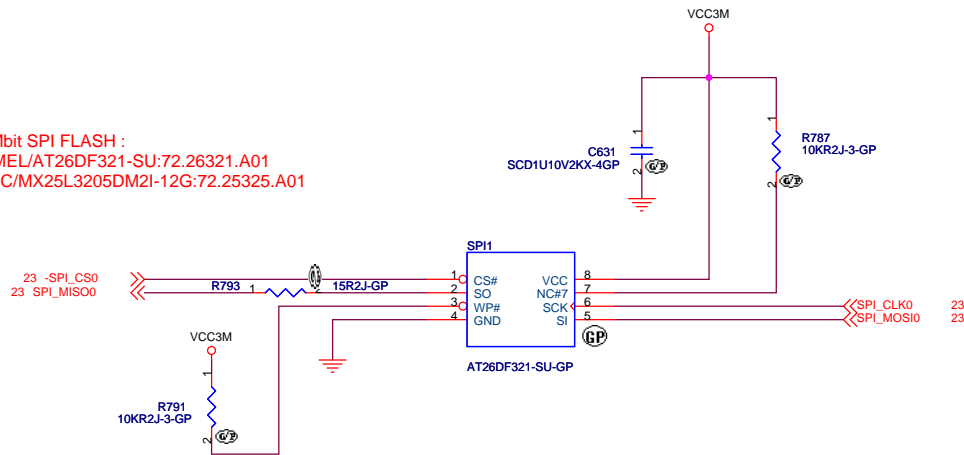 VCC3M
Mbit SPI FLASH :
MEL/AT26DF321-SU:72.26321.A01
C/MX25L3205DM2I-12G:72.25325.A01
1
C631
SCD1U10V2KX-4GP
2
G/P
1
R787
10KR2J-3-GP
2
G/P
SPI1
23 -SPI_CS0
23 SPI_MISO0
R793 1
2 15R2J-GP
1 CS#
2 SO
3 WP#
4 GND
VCC 8
NC#7 7
SCK 6
SI 5
SPI_CLK0 23
SPI_MOSI0 23
GP
AT26DF321-SU-GP
VCC3M
1
R791
10KR2J-3-GP
2
G/P